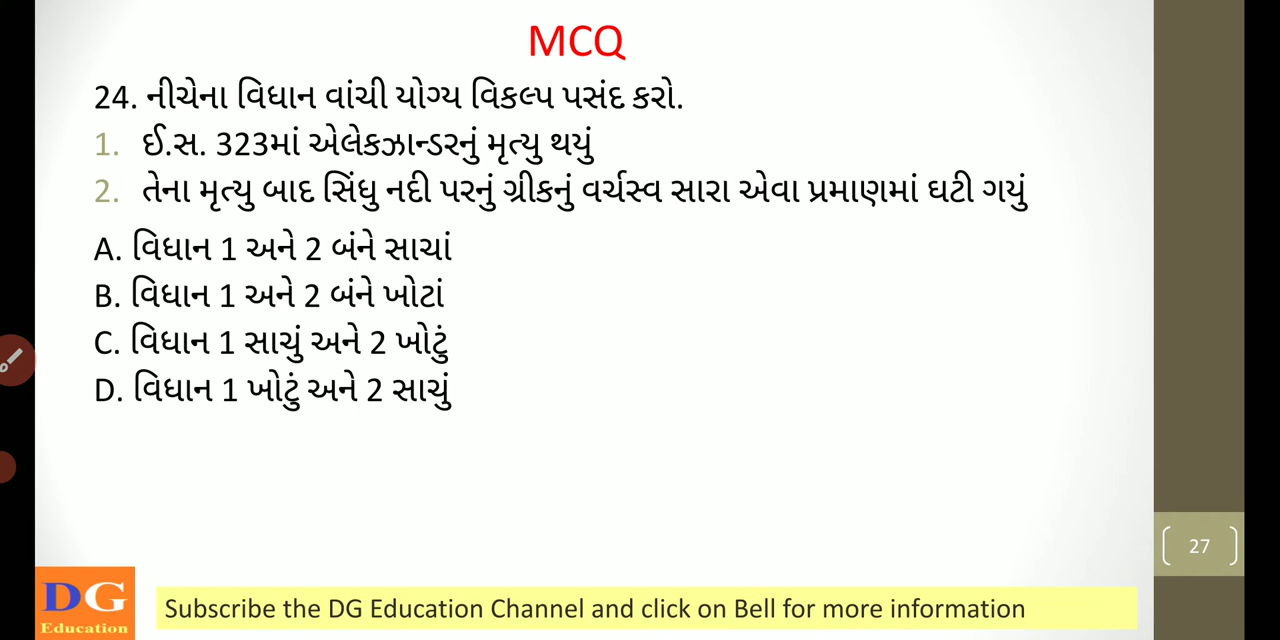 MCQ
24. નીચેના વિધાન વાંચી યોગ્ય વિકલ્પ પસંદ કરો.
1. ઈ.સ. 323માં એલેકઝાન્ડરનું મૃત્યુ થયું
2. તેના મૃત્યુ બાદ સિંધુ નદી પરનું ગ્રીકનું વર્ચસ્વ સારા એવા પ્રમાણમાં ઘટી ગયું
A. વિધાન 1 અને 2 બંને સાચાં
B. વિધાન 1 અને 2 બંને ખોટાં
C. વિધાન 1 સાચું અને 2 ખોટું
D. વિધાન 1 ખોટું અને 2 સાચું
27
DG
Education
Subscribe the DG Education Channel and click on Bell for more information